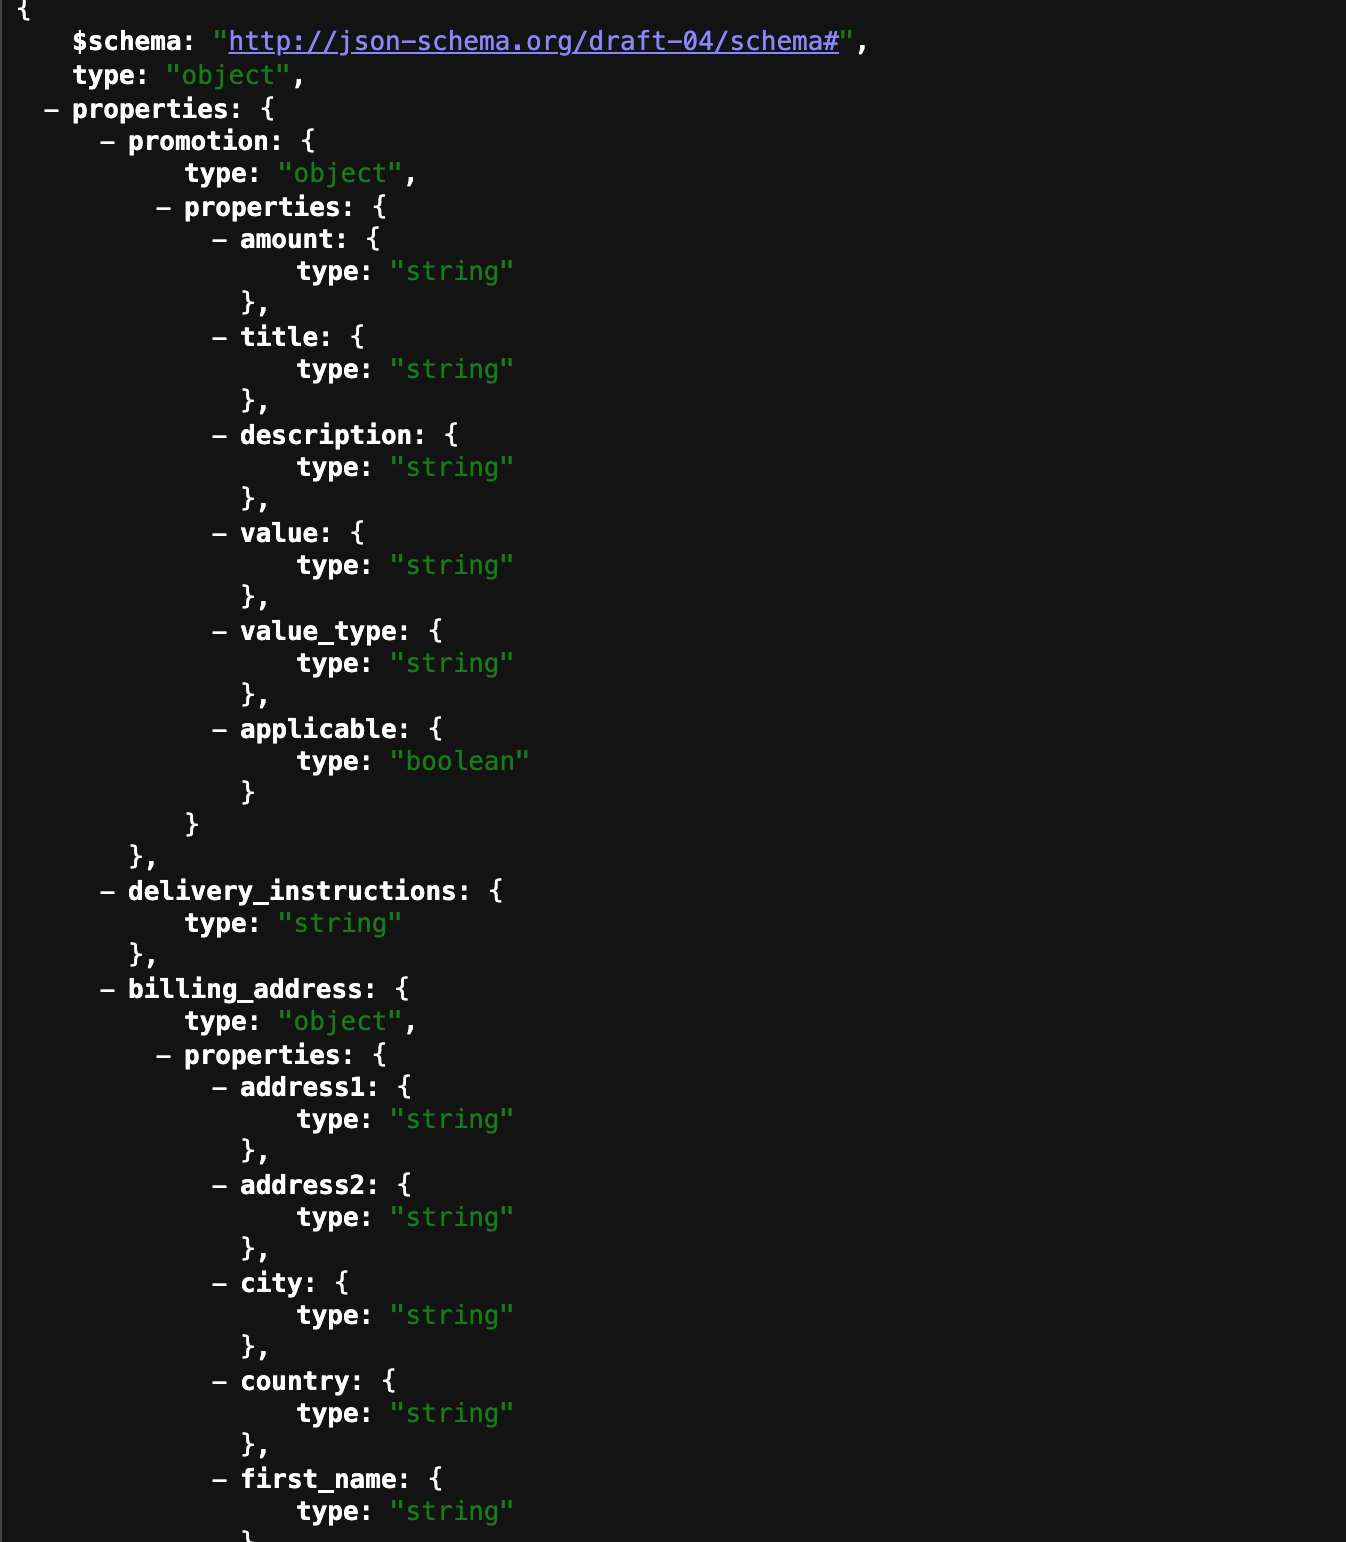 {
$schema: "http://json-schema.org/draft-04/schema#",
type: "object",
– properties: {
– promotion: {
type: "object",
– properties: {
– amount: {
type: "string"
},
– title: {
type: "string"
},
– description: {
type: "string"
},
– value: {
type: "string"
},
– value_type: {
type: "string"
},
– applicable: {
type: "boolean"
}
}
},
– delivery_instructions: {
type: "string"
},
– billing_address: {
type: "object",
– properties: {
– address1: {
type: "string"
},
– address2: {
type: "string"
},
– city: {
type: "string"
},
– country: {
type: "string"
},
– first_name: {
type: "string"
}